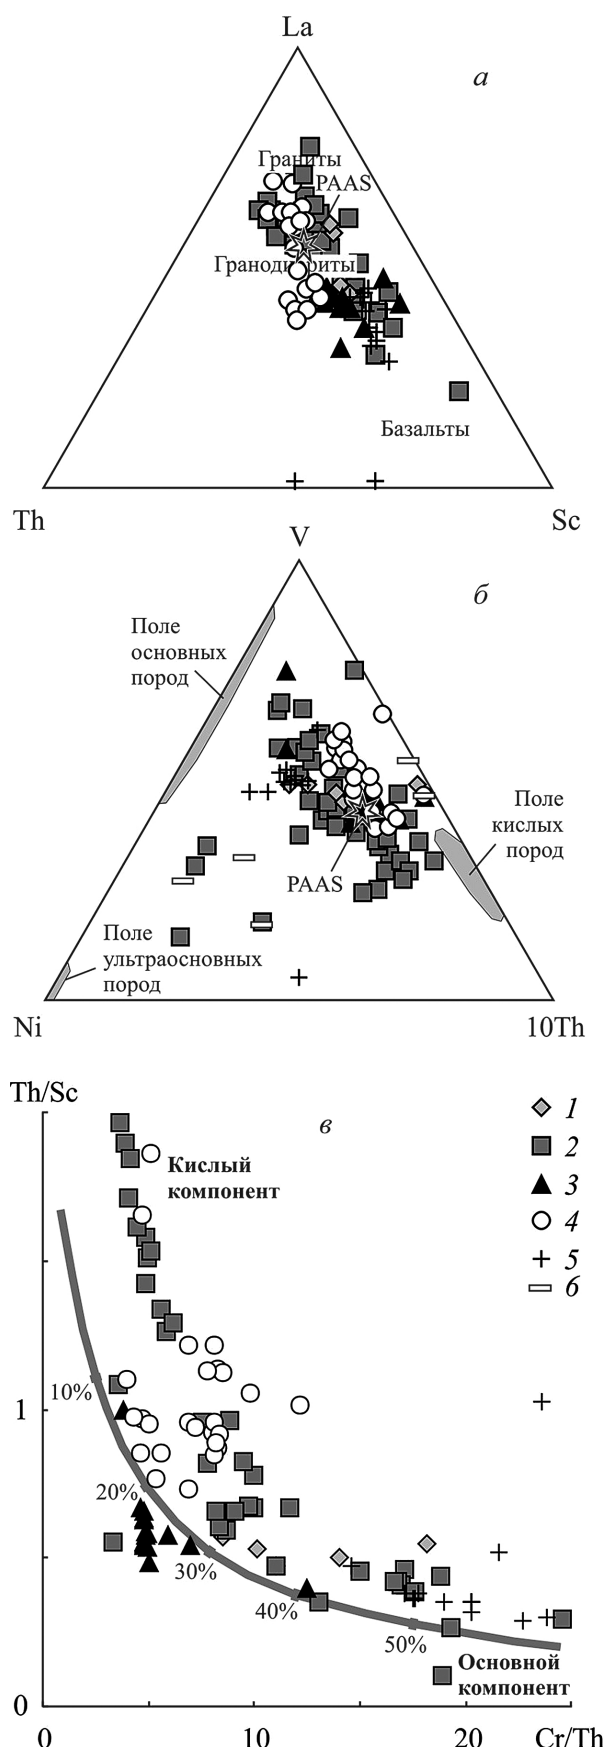 La
а
Граниты
PAAS
Гранодиориты
Базальты
Th
Sc
V
б
Поле
основных
пород
Поле
кислых
пород
PAAS
Поле
ультраосновных
пород
Ni
10Th
Th/Sc
в
1
2
3
4
5
6
Кислый
компонент
10%
1
20%
30%
40%
50%
Основной
компонент
0
0
10
20
Cr/Th